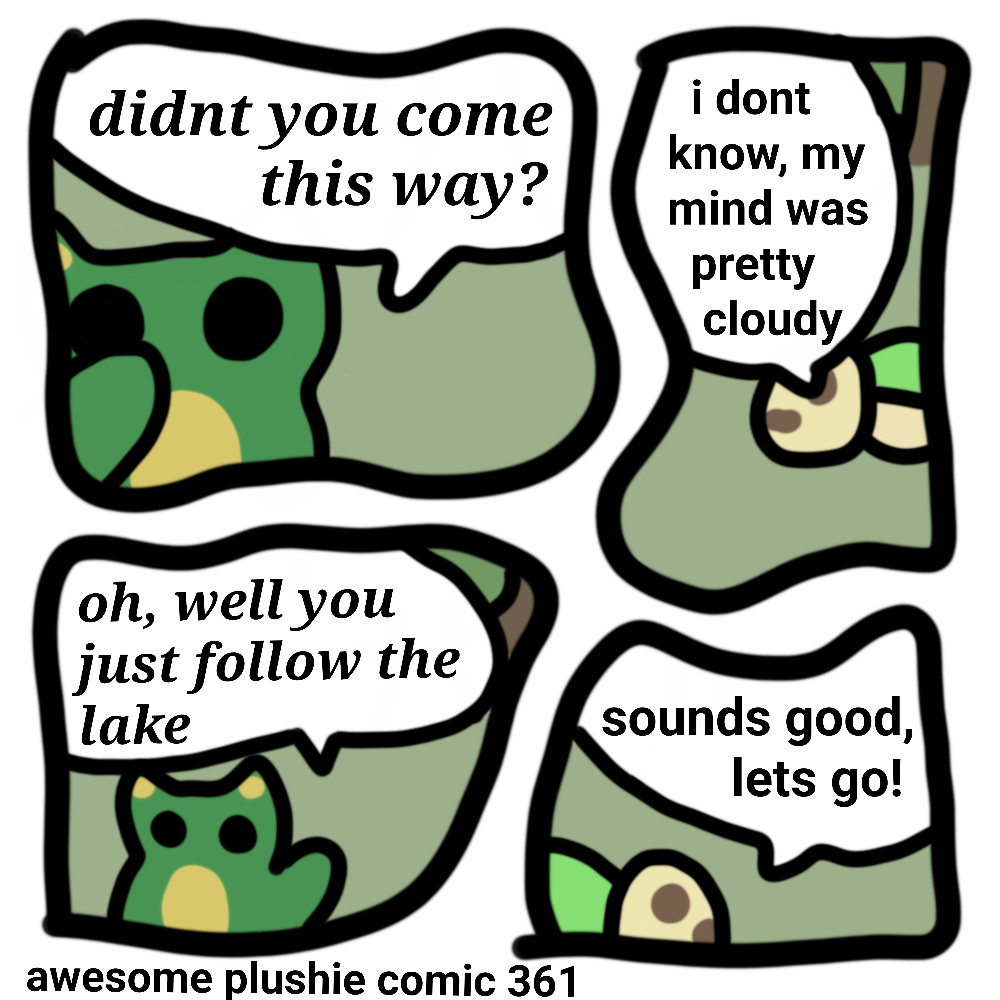 didnt you come
this way?
i dont
know, my
mind was
pretty
cloudy
oh, well you
just follow the
lake
sounds good,
lets go!
awesome plushie comic 361